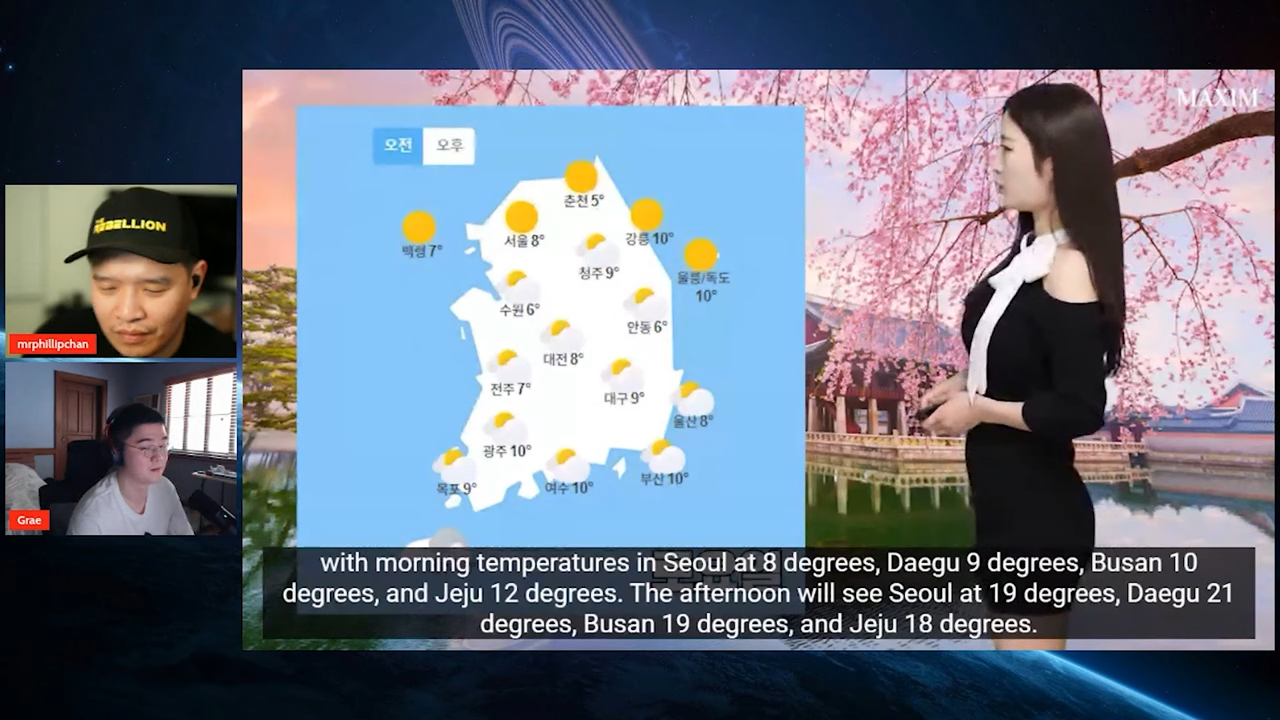 MAXIM
오전 오후
춘천 5°
백령 7°
서울 8°
강릉 10°
청주 9°
울릉/독도
10°
수원 6°
안동 6°
대전 8°
전주 7°
대구 9°
울산 8°
광주 10°
목포 9°
여수 10°
부산 10°
REBELLION
mrphillipchan
Grae
with morning temperatures in Seoul at 8 degrees, Daegu 9 degrees, Busan 10
degrees, and Jeju 12 degrees. The afternoon will see Seoul at 19 degrees, Daegu 21
degrees, Busan 19 degrees, and Jeju 18 degrees.